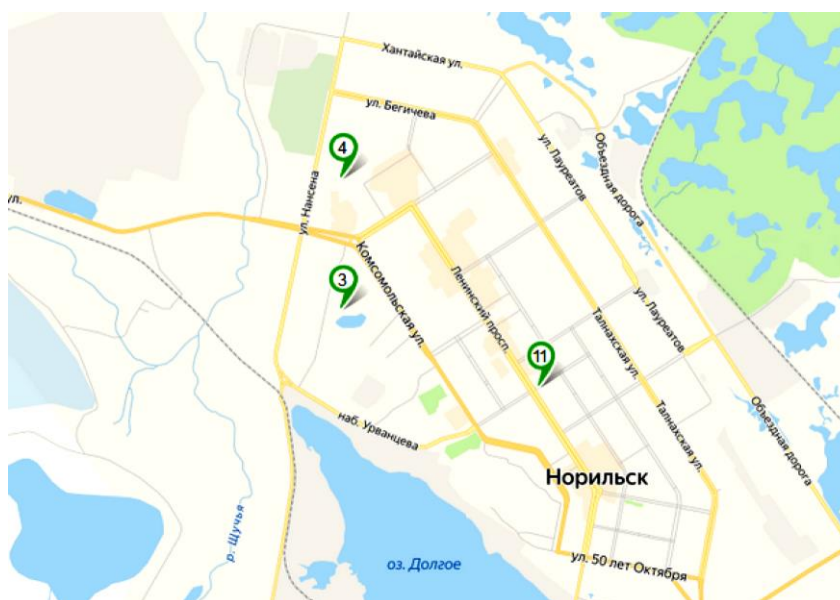 Хантайская ул.
ул. Бегичева
4
ул. Лауреатов
Объездная дорога
ул.
ул. Нансена
Комсомольская ул.
3
Ленинский просп.
ул. Лауреатов
Талнахская ул.
11
наб. Урванцева
Талнахская ул.
Объездная дорога
Норильск
р. Щучья
оз. Долгое
ул. 50 лет Октября